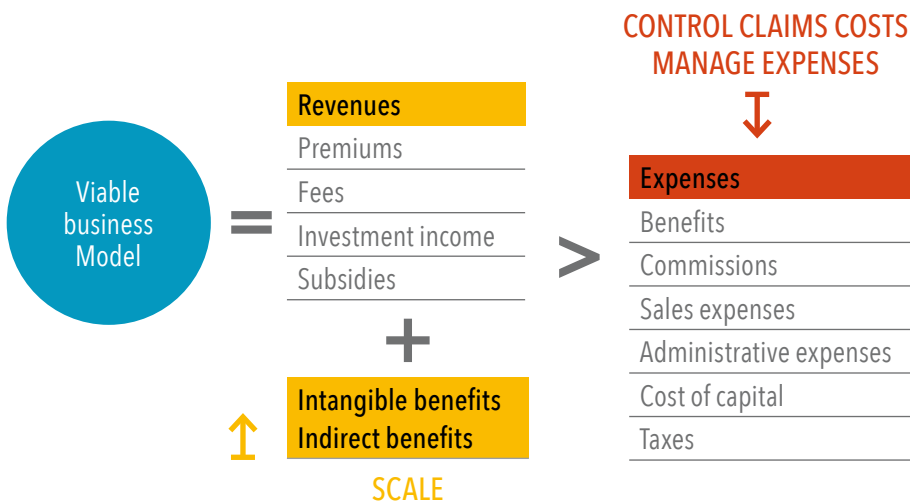 CONTROL CLAIMS COSTS
MANAGE EXPENSES
Viable
business
Model
=
Revenues
Premiums
Fees
Investment income
Subsidies
+
Intangible benefits
Indirect benefits
SCALE
>
Expenses
Benefits
Commissions
Sales expenses
Administrative expenses
Cost of capital
Taxes